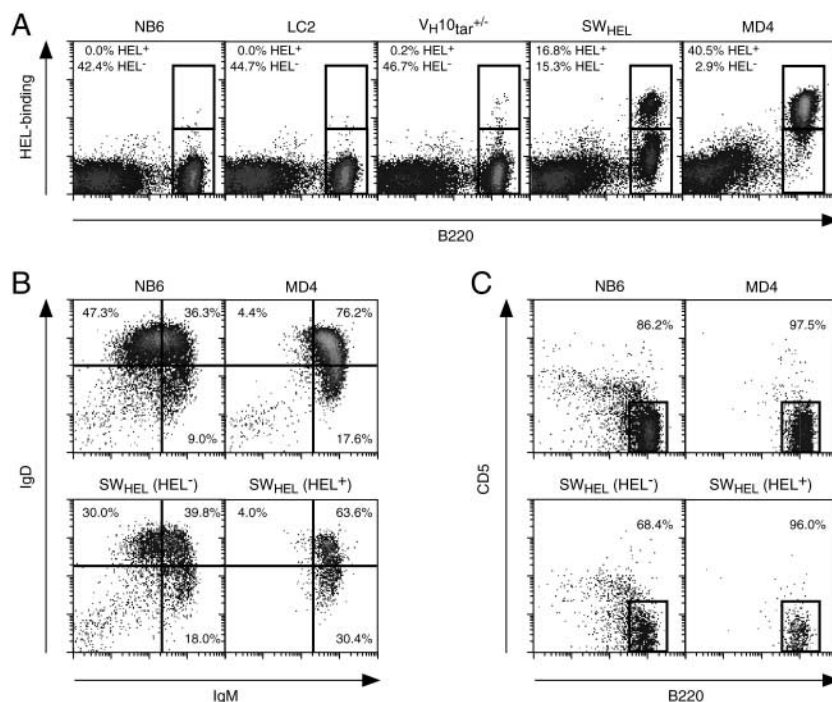 A
NB6 LC2 VH10tar+/- SWHEL MD4
0.0% HEL+ 0.0% HEL+ 0.2% HEL+ 16.8% HEL+ 40.5% HEL+
42.4% HEL- 44.7% HEL- 46.7% HEL- 15.3% HEL- 2.9% HEL-
HEL-binding
B220
B
NB6 MD4
47.3% 36.3% 4.4% 76.2%
9.0% 17.6%
IgD
SWHEL (HEL-) SWHEL (HEL+)
30.0% 39.8% 4.0% 63.6%
18.0% 30.4%
IgM
C
NB6 MD4
86.2% 97.5%
CD5
SWHEL (HEL-) SWHEL (HEL+)
68.4% 96.0%
B220